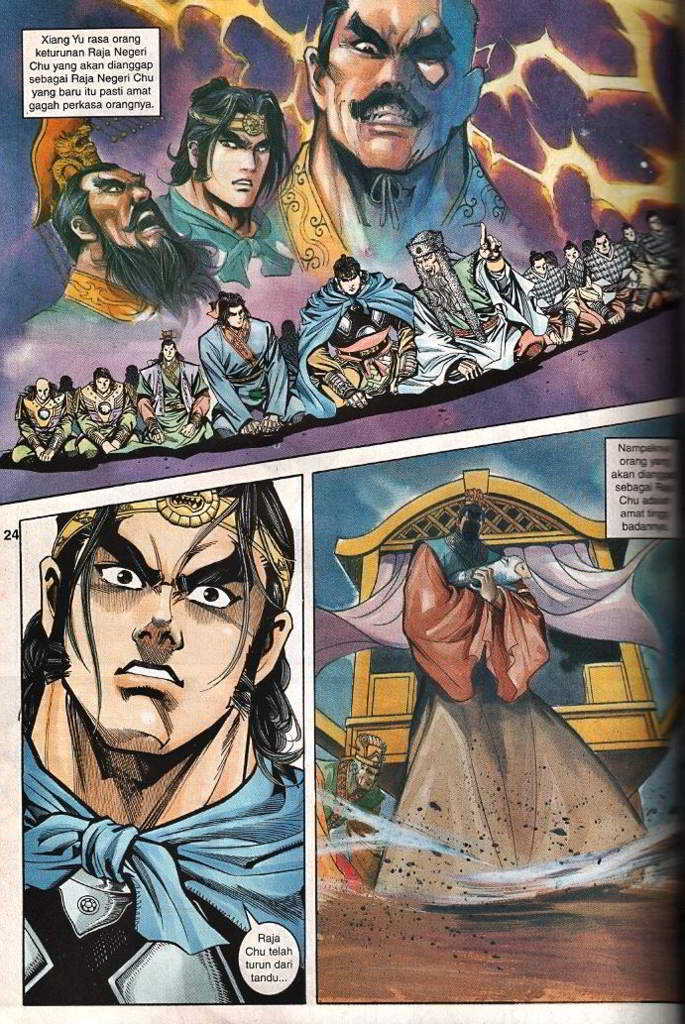 Xiang Yu rasa orang
keturunan Raja Negeri
Chu yang akan dianggap
sebagai Raja Negeri Chu
yang baru itu pasti amat
gagah perkasa orangnya.
24
Nampaknya
orang yang
akan dianggap
sebagai Raja
Chu adalah
amat tinggi
badannya.
Raja
Chu telah
turun dari
tandu...